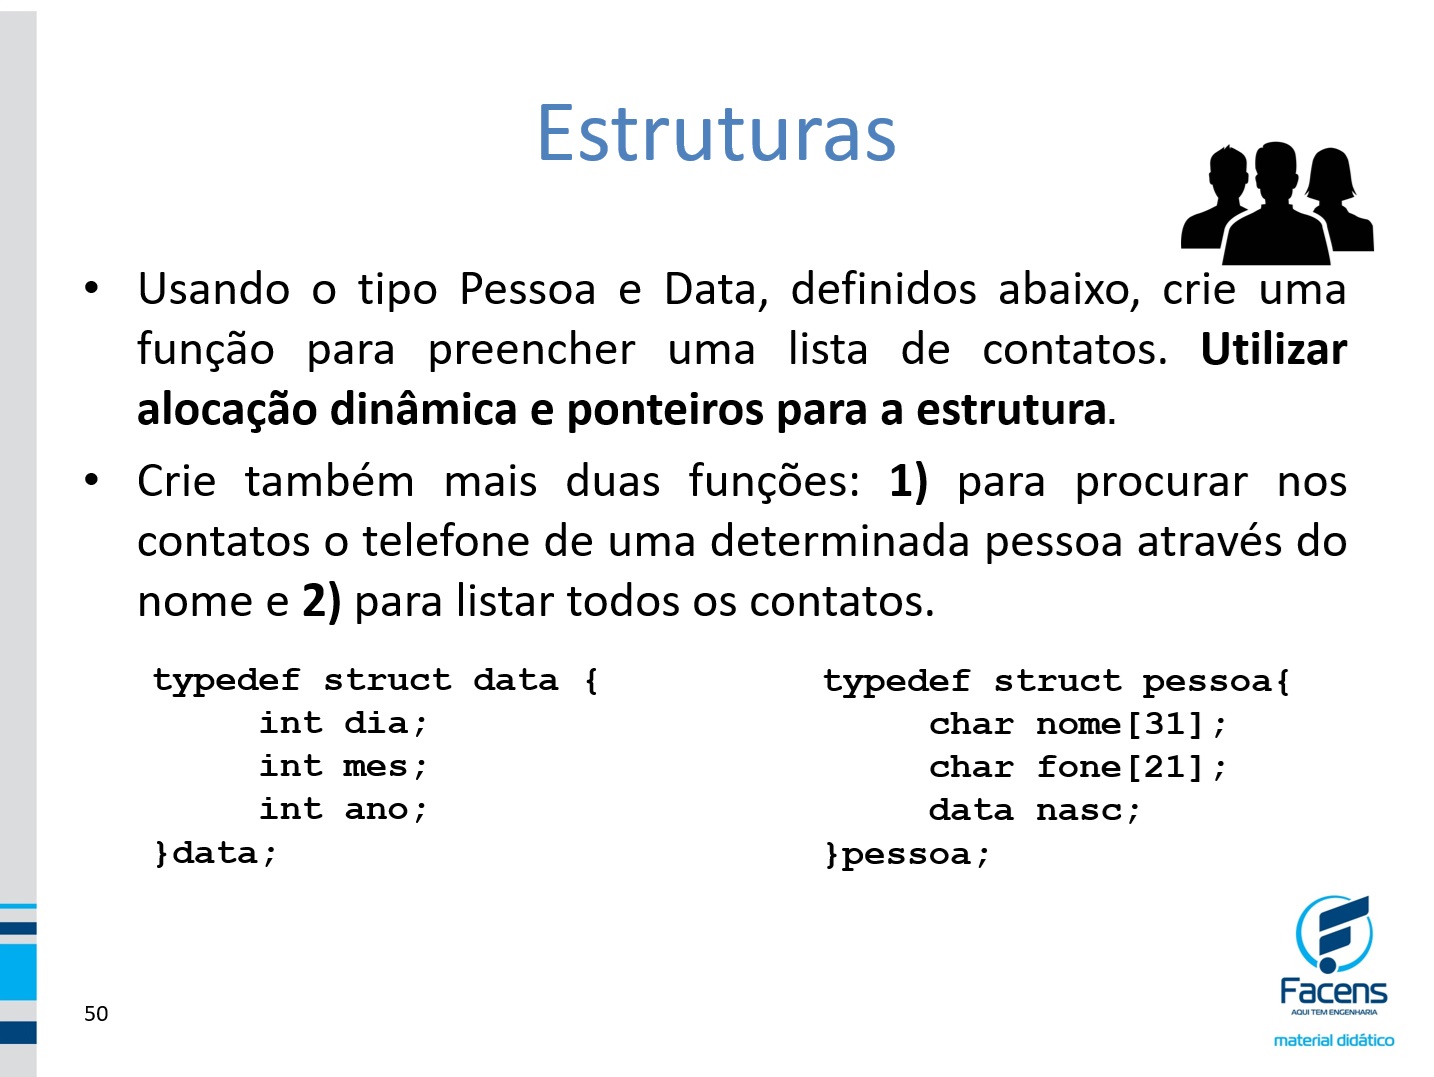 Estruturas
• Usando o tipo Pessoa e Data, definidos abaixo, crie uma
função para preencher uma lista de contatos. Utilizar
alocação dinâmica e ponteiros para a estrutura.
• Crie também mais duas funções: 1) para procurar nos
contatos o telefone de uma determinada pessoa através do
nome e 2) para listar todos os contatos.
typedef struct data {
int dia;
int mes;
int ano;
}data;
typedef struct pessoa{
char nome[31];
char fone[21];
data nasc;
}pessoa;
50
Facens
AQUI TEM ENGENHARIA
material didático